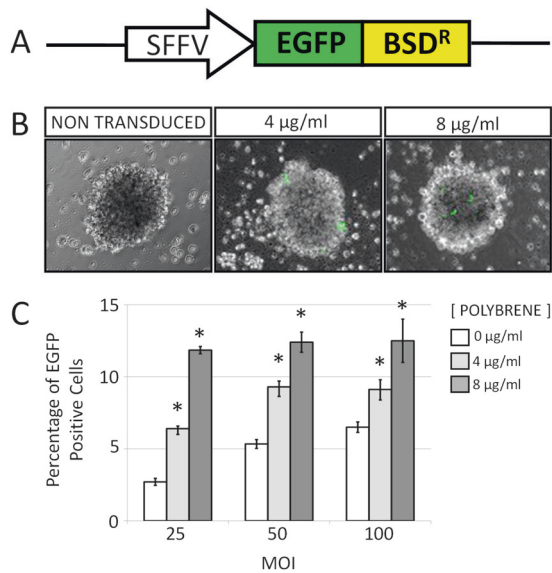 A
SFFV
EGFP
BSDᴿ
B
NON TRANSDUCED
4 µg/ml
8 µg/ml
C
Percentage of EGFP
Positive Cells
15
10
5
0
*
*
*
*
*
*
25
50
100
MOI
[ POLYBRENE ]
0 µg/ml
4 µg/ml
8 µg/ml